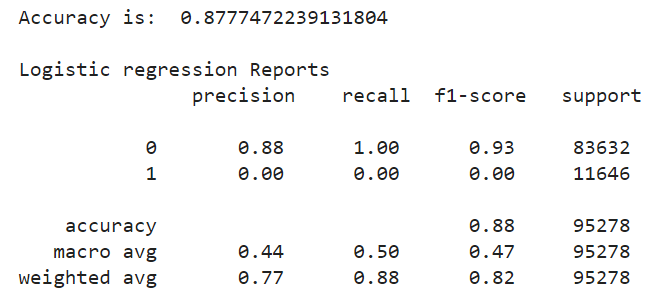 Accuracy is: 0.8777472239131804
Logistic regression Reports
precision recall f1-score support
0 0.88 1.00 0.93 83632
1 0.00 0.00 0.00 11646
accuracy 0.88 95278
macro avg 0.44 0.50 0.47 95278
weighted avg 0.77 0.88 0.82 95278